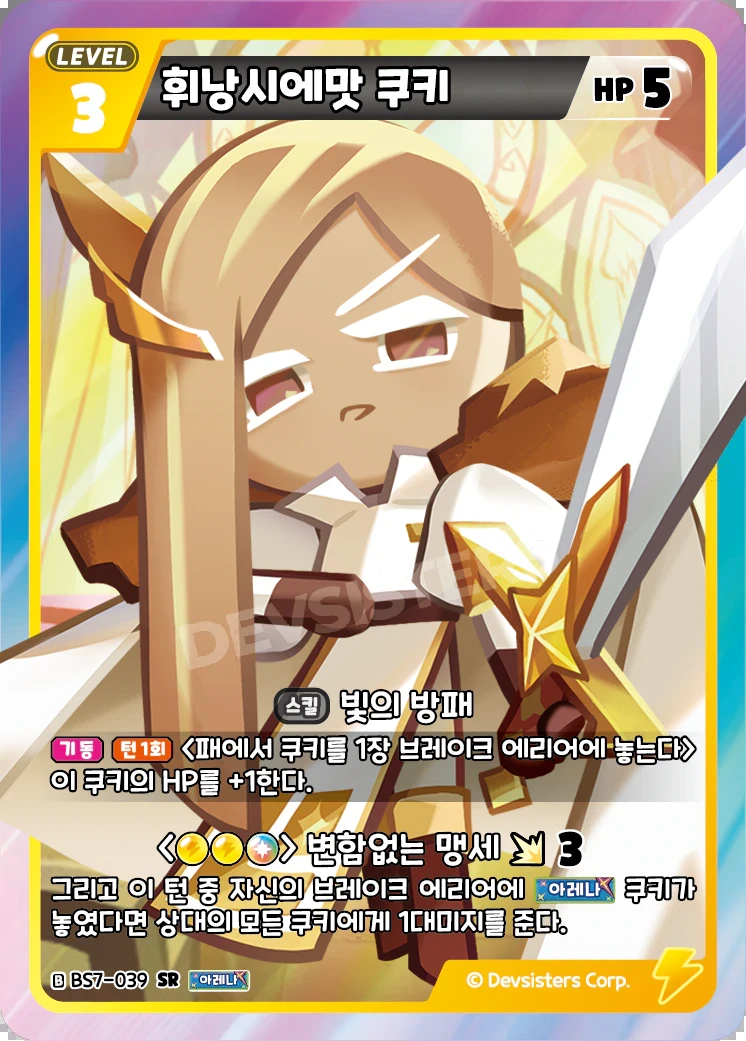 LEVEL
3
휘낭시에맛 쿠키
HP 5
DEVSISTERS
스킬 빛의 방패
기동 턴1회 <패에서 쿠키를 1장 브레이크 에리어에 놓는다>
이 쿠키의 HP를 +1한다.
< > 변함없는 맹세 3
그리고 이 턴 중 자신의 브레이크 에리어에 아레나 쿠키가
놓였다면 상대의 모든 쿠키에게 1대미지를 준다.
B BS7-039 SR 아레나
© Devsisters Corp.